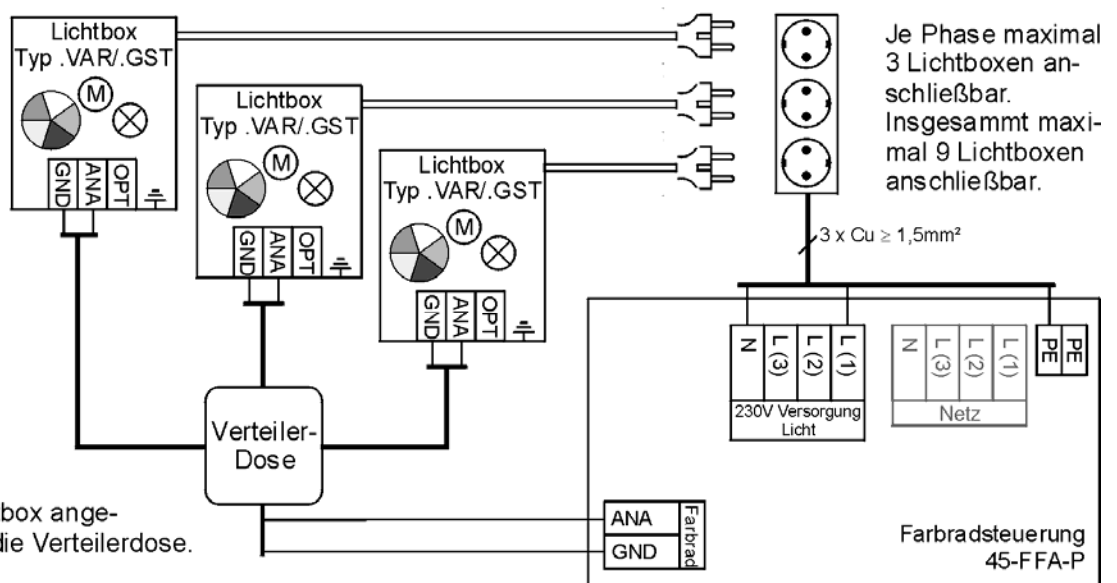 Lichtbox
Typ .VAR/.GST
M
GND
ANA
OPT
Lichtbox
Typ .VAR/.GST
M
GND
ANA
OPT
Lichtbox
Typ .VAR/.GST
M
GND
ANA
OPT
Je Phase maximal
3 Lichtboxen an-
schließbar.
Insgesammt maxi-
mal 9 Lichtboxen
anschließbar.
3 x Cu ≥ 1,5mm²
N
L (3)
L (2)
L (1)
230V Versorgung
Licht
N
L (3)
L (2)
L (1)
Netz
PE
PE
Verteiler-
Dose
box ange-
die Verteilerdose.
ANA
GND
Farbrad
Farbradsteuerung
45-FFA-P